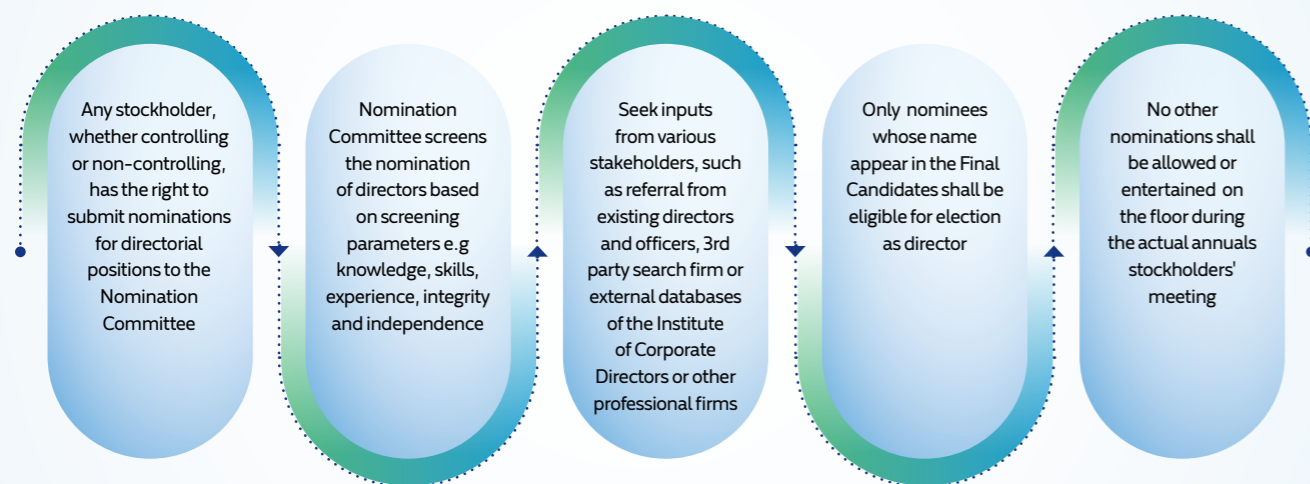 Any stockholder,
whether controlling
or non-controlling,
has the right to
submit nominations
for directorial
positions to the
Nomination
Committee
Nomination
Committee screens
the nomination
of directors based
on screening
parameters e.g
knowledge, skills,
experience, integrity
and independence
Seek inputs
from various
stakeholders, such
as referral from
existing directors
and officers, 3rd
party search firm or
external databases
of the Institute
of Corporate
Directors or other
professional firms
Only nominees
whose name
appear in the Final
Candidates shall be
eligible for election
as director
No other
nominations shall
be allowed or
entertained on
the floor during
the actual annuals
stockholders'
meeting